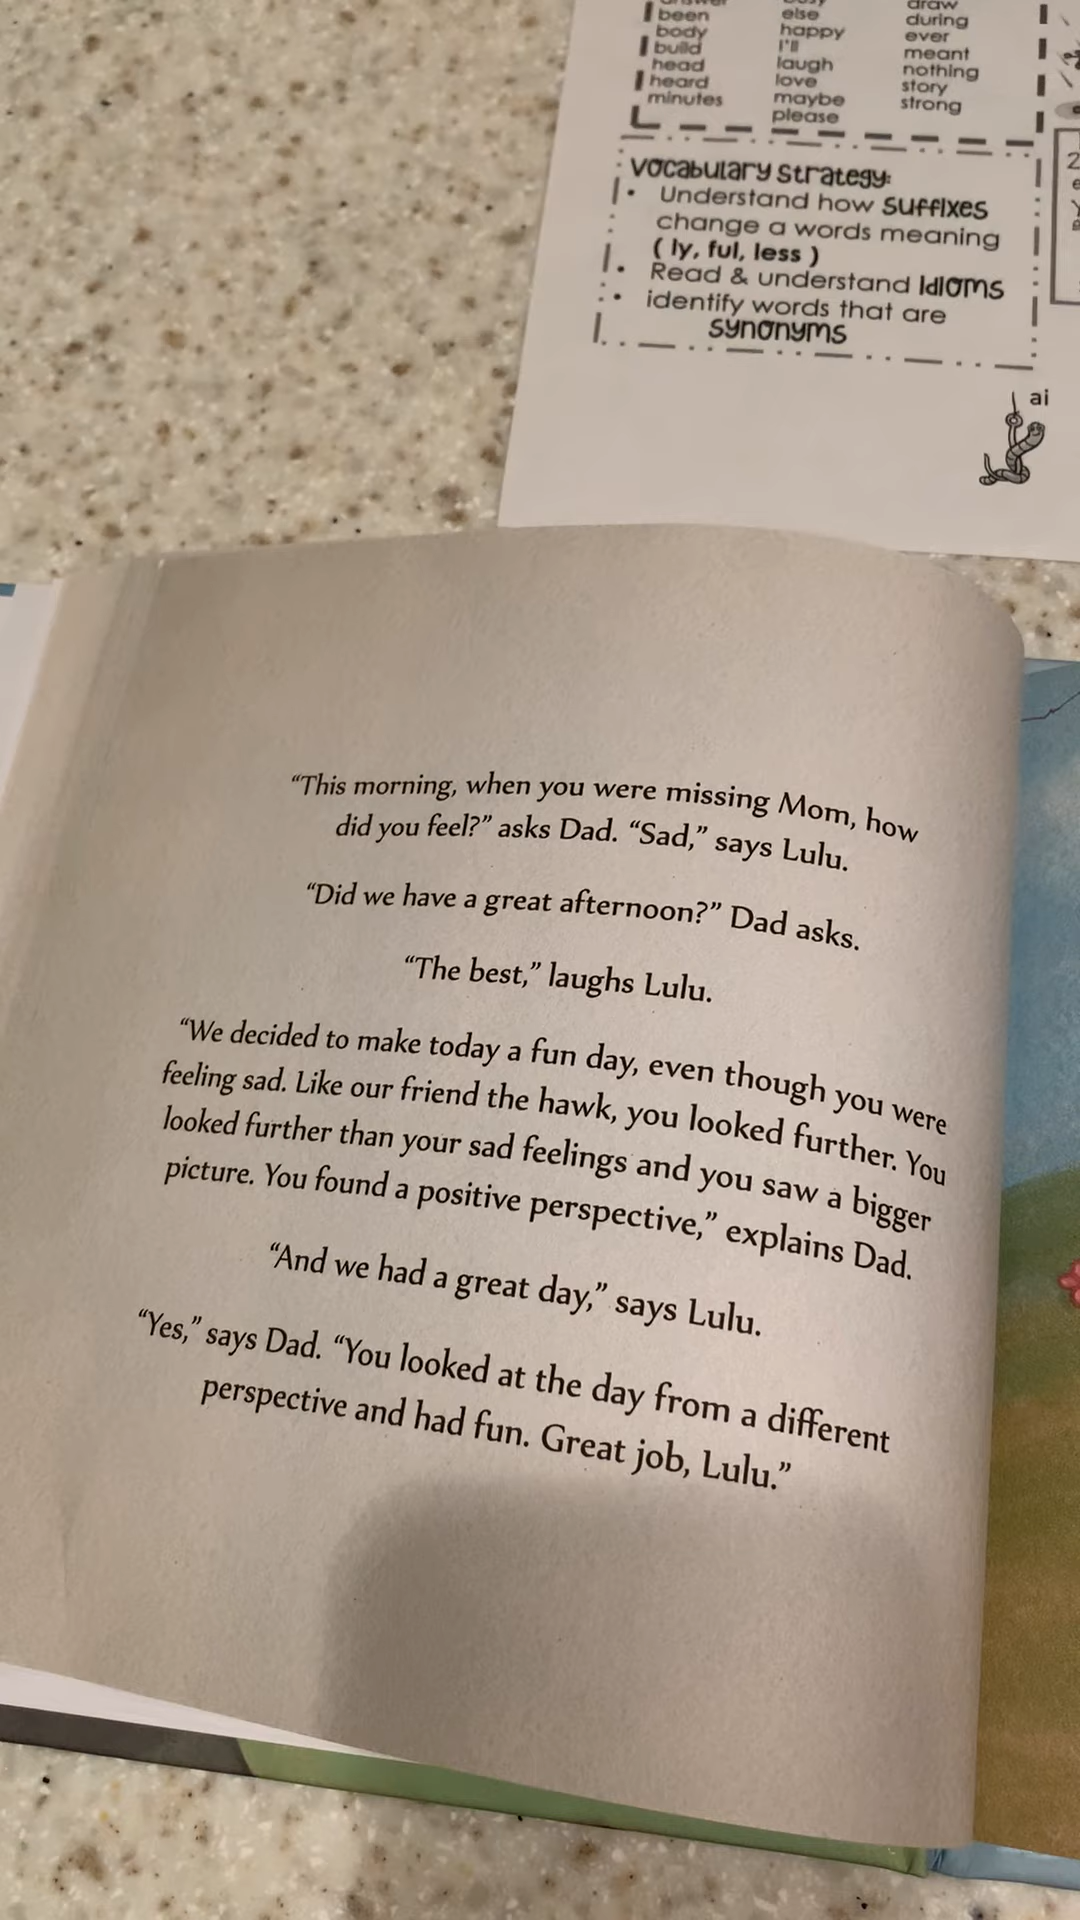 been
body
build
head
heard
minutes
else
happy
I'll
laugh
love
maybe
please
draw
during
ever
meant
nothing
story
strong
vocabulary strategy:
• Understand how suffixes
change a words meaning
( ly, ful, less )
• Read & understand idioms
• identify words that are
synonyms
ai
“This morning, when you were missing Mom, how
did you feel?” asks Dad. “Sad,” says Lulu.
“Did we have a great afternoon?” Dad asks.
“The best,” laughs Lulu.
“We decided to make today a fun day, even though you were
feeling sad. Like our friend the hawk, you looked further. You
looked further than your sad feelings and you saw a bigger
picture. You found a positive perspective,” explains Dad.
“And we had a great day,” says Lulu.
“Yes,” says Dad. “You looked at the day from a different
perspective and had fun. Great job, Lulu.”